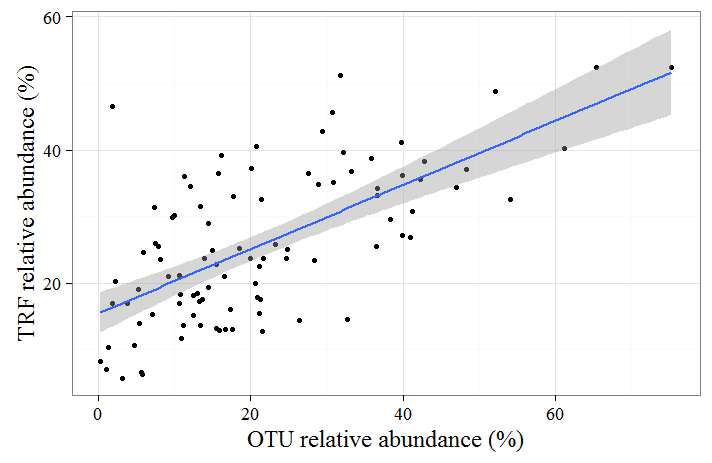 60
40
20
TRF relative abundance (%)
0 20 40 60
OTU relative abundance (%)